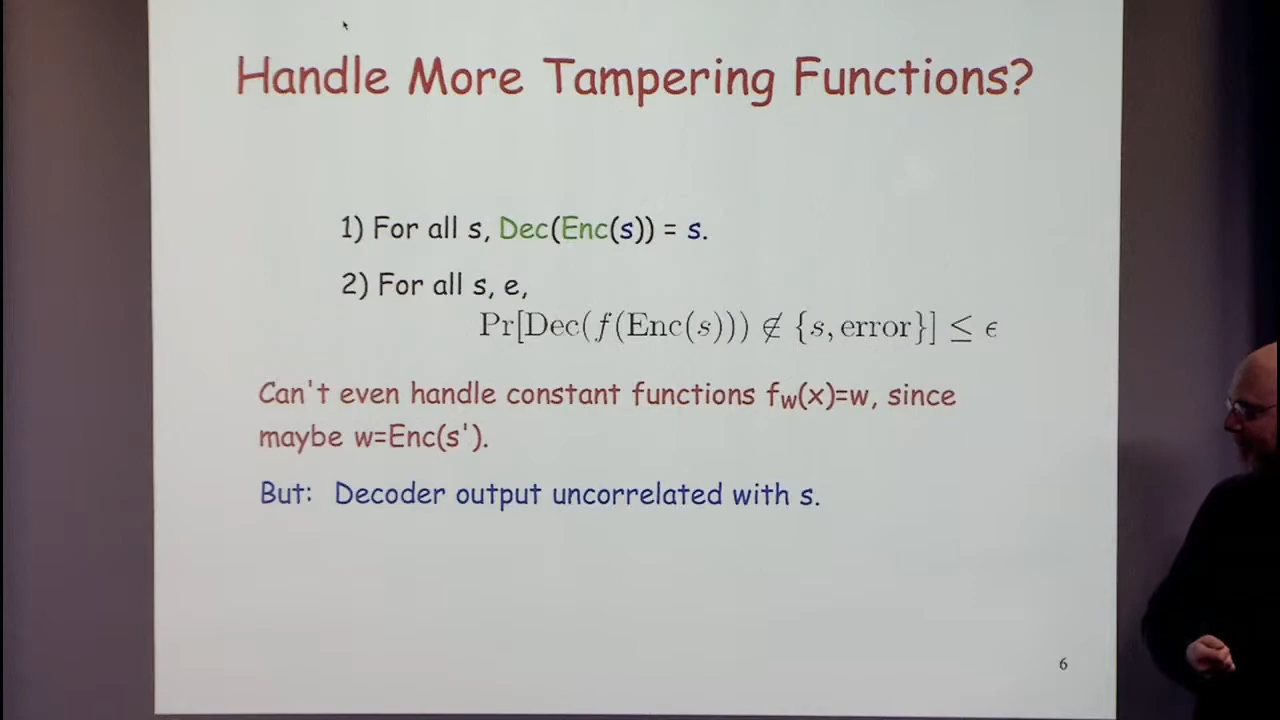 Handle More Tampering Functions?
1) For all s, Dec(Enc(s)) = s.
2) For all s, e,
Pr[Dec(f(Enc(s))) ∉ {s, error}] ≤ ϵ
Can't even handle constant functions f_w(x)=w, since
maybe w=Enc(s').
But: Decoder output uncorrelated with s.
6